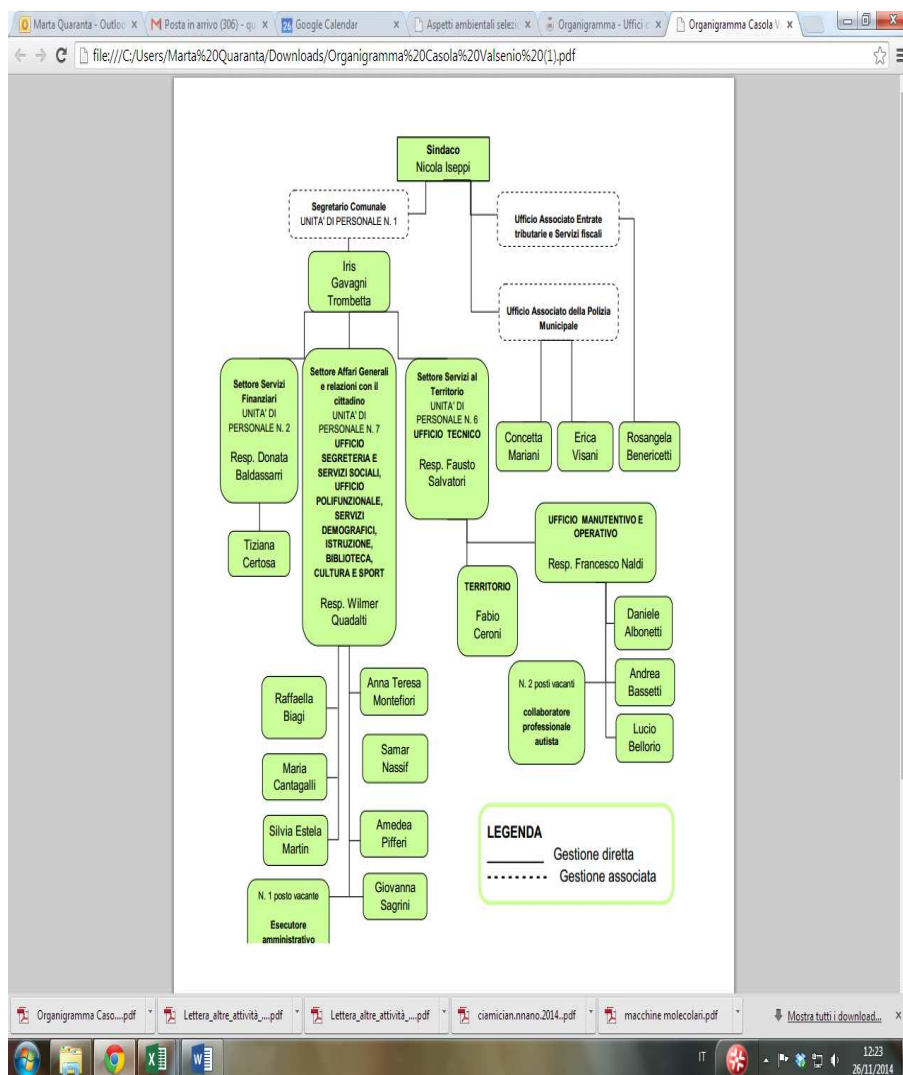 Marta Quaranta - Outloo
Posta in arrivo (306) - qu
26 Google Calendar
Aspetti ambientali selezi
Organigramma - Uffici c
Organigramma Casola V
file:///C:/Users/Marta%20Quaranta/Downloads/Organigramma%20Casola%20Valsenio%20(1).pdf
Sindaco
Nicola Iseppi
Segretario Comunale
UNITA' DI PERSONALE N. 1
Ufficio Associato Entrate
tributarie e Servizi fiscali
Iris
Gavagni
Trombetta
Ufficio Associato della Polizia
Municipale
Settore Servizi
Finanziari
UNITA' DI
PERSONALE N. 2
Resp. Donata
Baldassarri
Settore Affari Generali
e relazioni con il
cittadino
UNITA' DI
PERSONALE N. 7
UFFICIO
SEGRETERIA E
SERVIZI SOCIALI,
UFFICIO
POLIFUNZIONALE,
SERVIZI
DEMOGRAFICI,
ISTRUZIONE,
BIBLIOTECA,
CULTURA E SPORT
Resp. Wilmer
Quadalti
Settore Servizi al
Territorio
UNITA' DI
PERSONALE N. 6
UFFICIO TECNICO
Resp. Fausto
Salvatori
Concetta
Mariani
Erica
Visani
Rosangela
Benericetti
Tiziana
Certosa
UFFICIO MANUTENTIVO E
OPERATIVO
Resp. Francesco Naldi
TERRITORIO
Fabio
Ceroni
Daniele
Albonetti
N. 2 posti vacanti
collaboratore
professionale
autista
Andrea
Bassetti
Lucio
Bellorio
Raffaella
Biagi
Anna Teresa
Montefiori
Maria
Cantagalli
Samar
Nassif
Silvia Estela
Martin
Amedea
Pifferi
N. 1 posto vacante
Esecutore
amministrativo
Giovanna
Sagrini
LEGENDA
Gestione diretta
Gestione associata
Organigramma Caso....pdf
Lettera_altre_attività_....pdf
Lettera_altre_attività_....pdf
ciamician.nnano.2014..pdf
macchine molecolari.pdf
Mostra tutti i download...
IT
12:23
26/11/2014